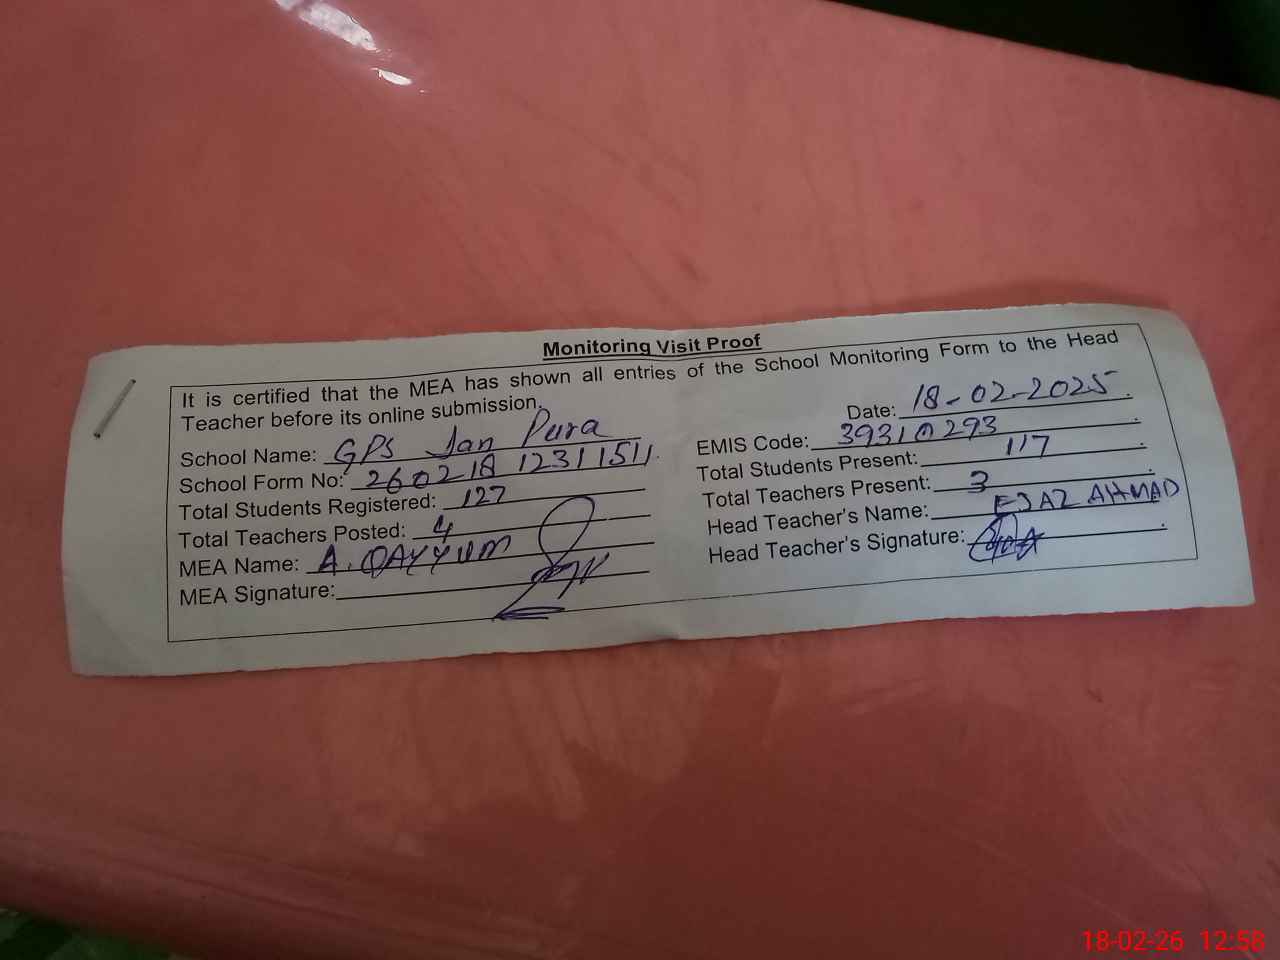 Monitoring Visit Proof
It is certified that the MEA has shown all entries of the School Monitoring Form to the Head
Teacher before its online submission.
Date: 18-02-2025.
School Name: GPS Jan Pura
EMIS Code: 39310293.
School Form No: 260218 12311511.
Total Students Present: 117.
Total Students Registered: 127
Total Teachers Present: 3.
Total Teachers Posted: 4
Head Teacher's Name: EJAZ AHMAD
MEA Name: A. QAYYUM
Head Teacher's Signature:.
MEA Signature:
18-02-26 12:58